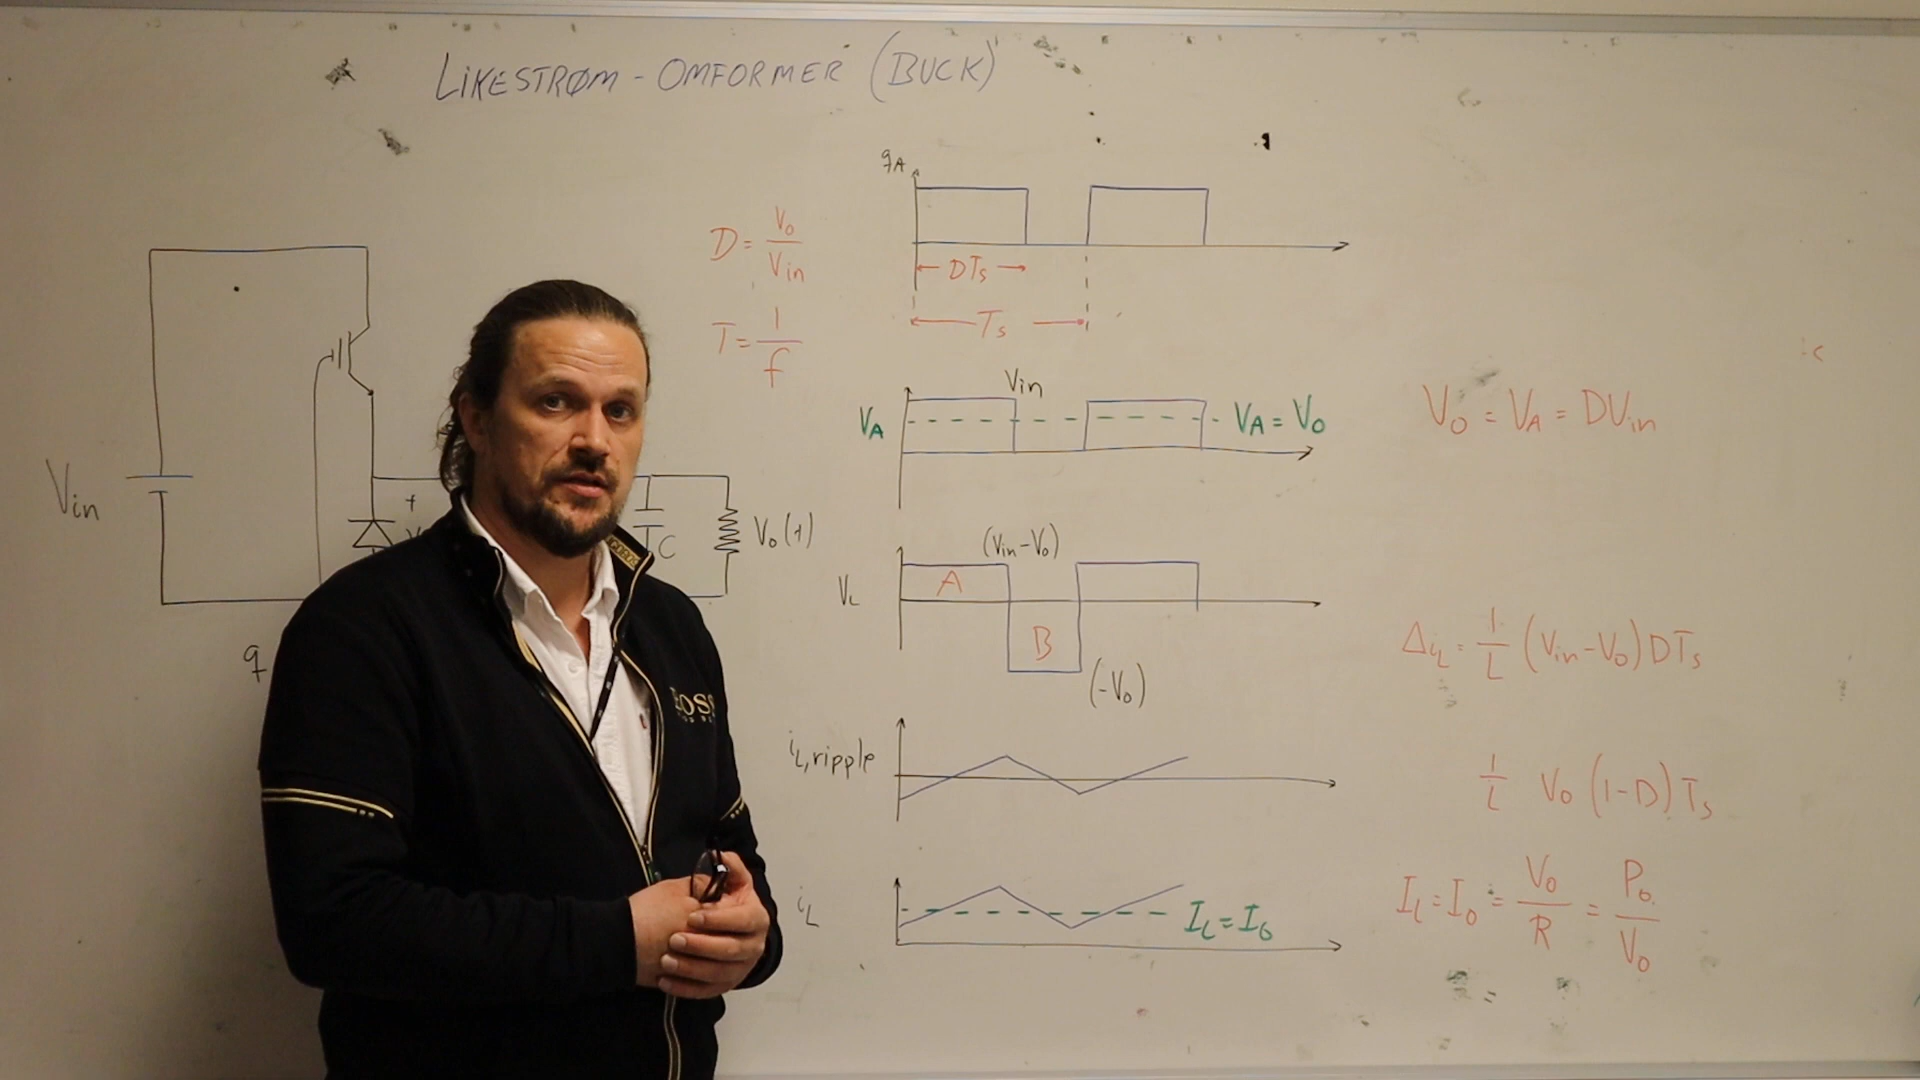 LIKESTRØM - OMFORMER (BUCK)
qA
D = Vo / Vin
DTs
Ts
T = 1 / f
Vin
VA
VA = Vo
Vo = VA = DVin
Vin
+
C
Vo(t)
(Vin-Vo)
VL
A
B
(-Vo)
q
ΔiL = 1/L (Vin-Vo) DTs
BOSS
iL,ripple
1/L Vo (1-D) Ts
iL
IL = Io
IL = Io = Vo / R = Po / Vo
=